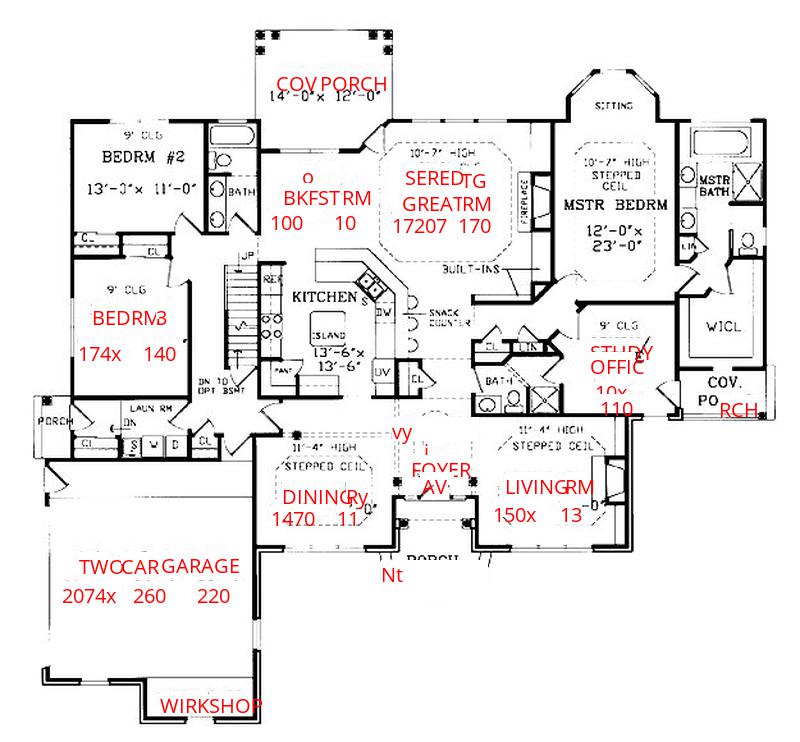 COV PORCH
14'-0" x 12'-0"
SITTING
9' CLG
BEDRM #2
13'-0" x 11'-0"
BATH
CL
CL
o
BKFSTRM
100 10
10'-7" HIGH
SERED TG
GREATRM
17207 170
FIREPLACE
BUILT-INS
10'-7" HIGH
STEPPED
CEIL
MSTR BEDRM
12'-0" x
23'-0"
MSTR
BATH
LIN
WICL
UP
REF
KITCHEN
S
DW
ISLAND
13'-6" x
13'-6"
PANT
UV
SNACK
COUNTER
9' CLG
BEDRM3
174x 140
DN TO
OPT BSMT
CL
CL
LIN
BATH
9' CLG
STUDY
OFFIC
10x
110
COV.
PO
RCH
PORCH
LAUN RM
DN
CL
S W D
CL
11'-4" HIGH
STEPPED CEIL
DINING Ry
1470 11
0"
vy
i
FOYER
AV
11'-4" HIGH
STEPPED CEIL
LIVING RM
150x 13
-0"
PORCH
Nt
TWO CAR GARAGE
2074x 260 220
WIRKSHOP